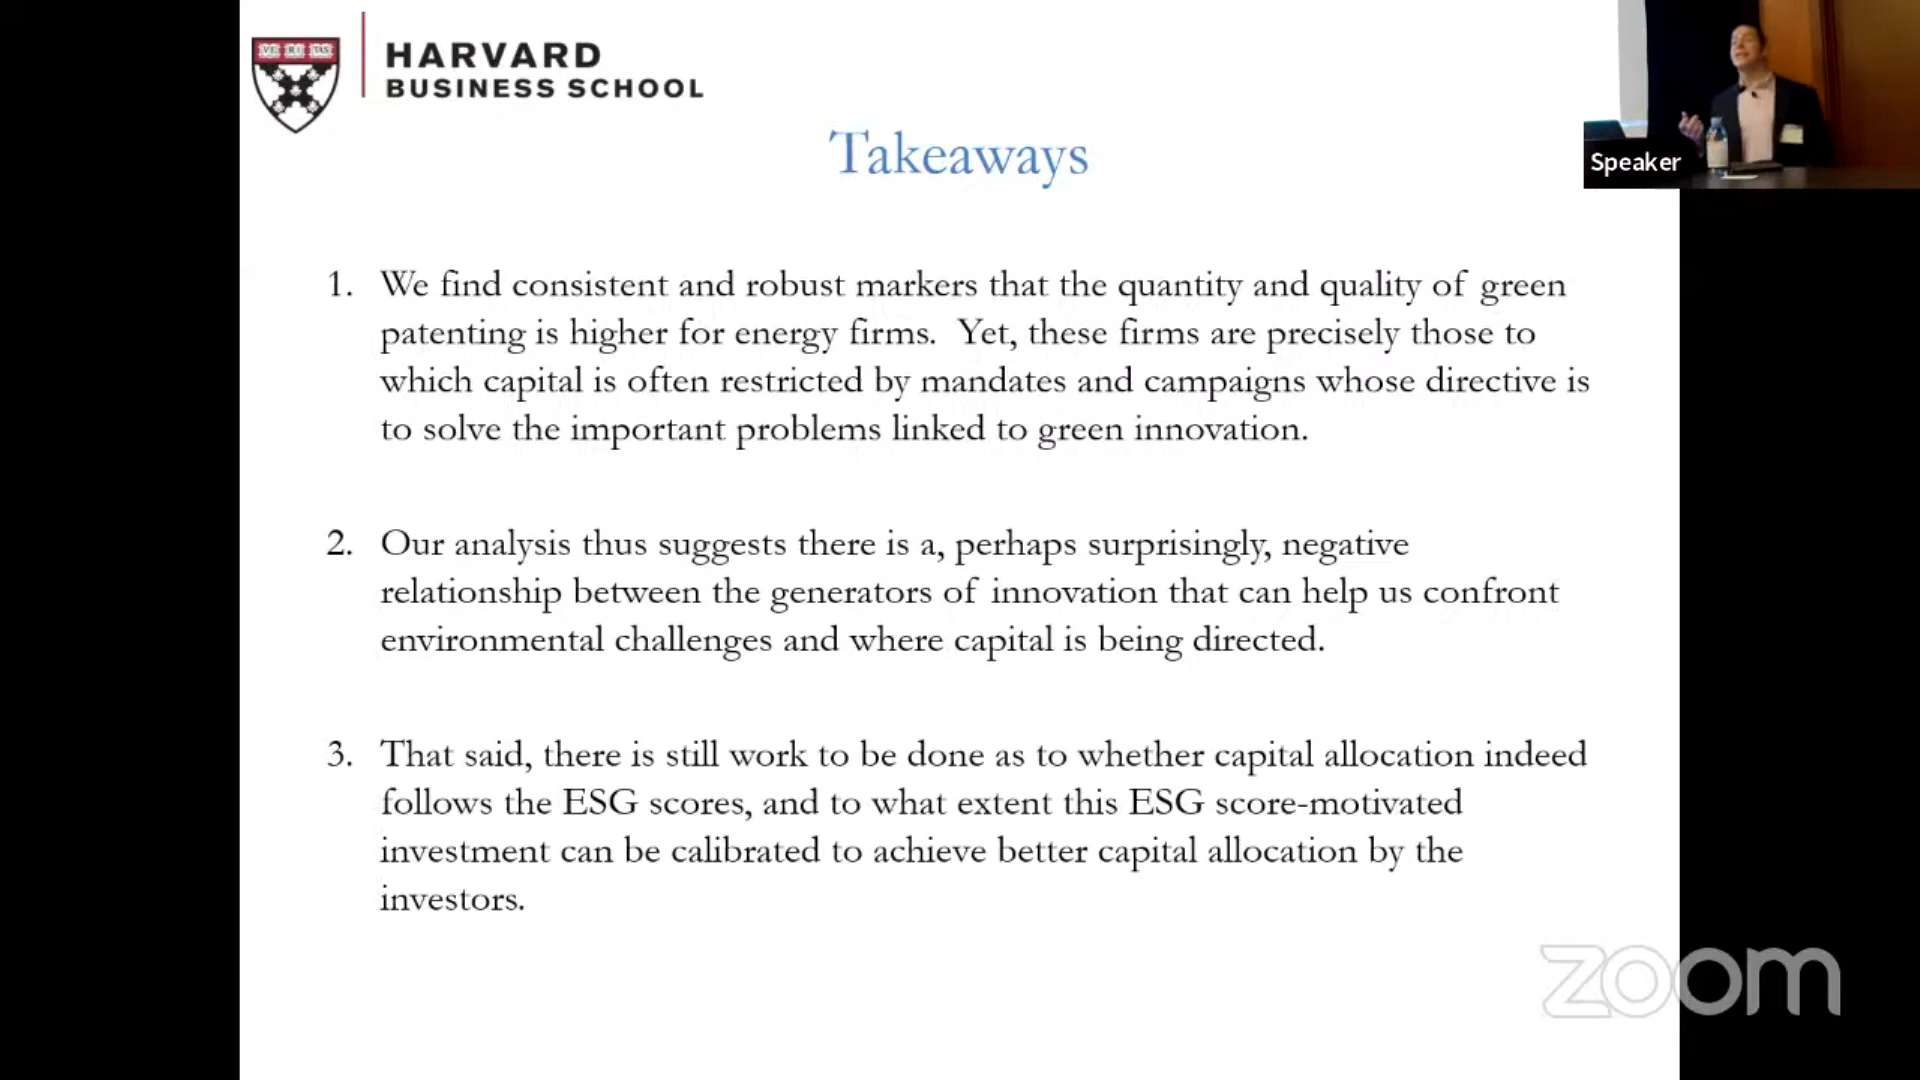 VE RI TAS
HARVARD
BUSINESS SCHOOL
Takeaways
Speaker
1. We find consistent and robust markers that the quantity and quality of green
patenting is higher for energy firms. Yet, these firms are precisely those to
which capital is often restricted by mandates and campaigns whose directive is
to solve the important problems linked to green innovation.
2. Our analysis thus suggests there is a, perhaps surprisingly, negative
relationship between the generators of innovation that can help us confront
environmental challenges and where capital is being directed.
3. That said, there is still work to be done as to whether capital allocation indeed
follows the ESG scores, and to what extent this ESG score-motivated
investment can be calibrated to achieve better capital allocation by the
investors.
zoom